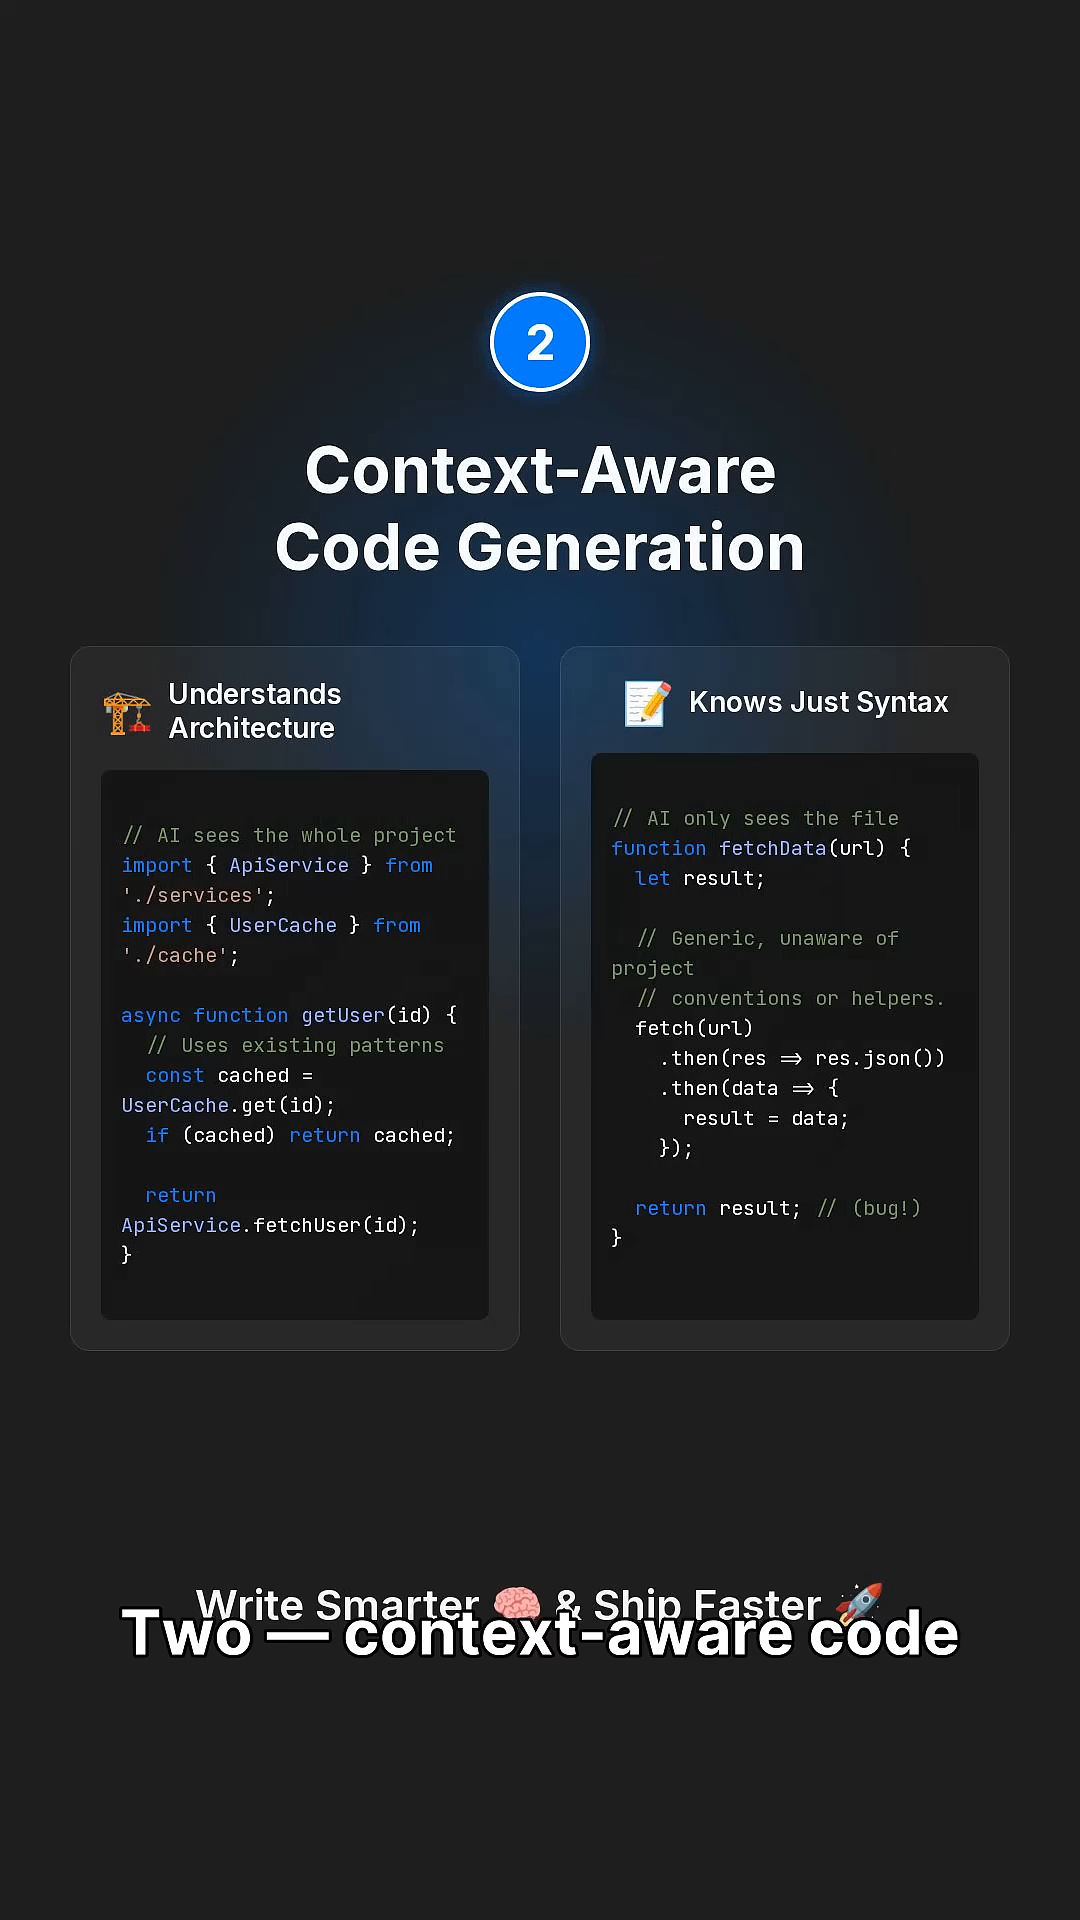 2
Context-Aware
Code Generation
🏗️ Understands
Architecture
// AI sees the whole project
import { ApiService } from
'./services';
import { UserCache } from
'./cache';
async function getUser(id) {
// Uses existing patterns
const cached =
UserCache.get(id);
if (cached) return cached;
return
ApiService.fetchUser(id);
}
📝 Knows Just Syntax
// AI only sees the file
function fetchData(url) {
let result;
// Generic, unaware of
project
// conventions or helpers.
fetch(url)
.then(res => res.json())
.then(data => {
result = data;
});
return result; // (bug!)
}
Write Smarter 🧠 & Ship Faster 🚀
Two — context-aware code